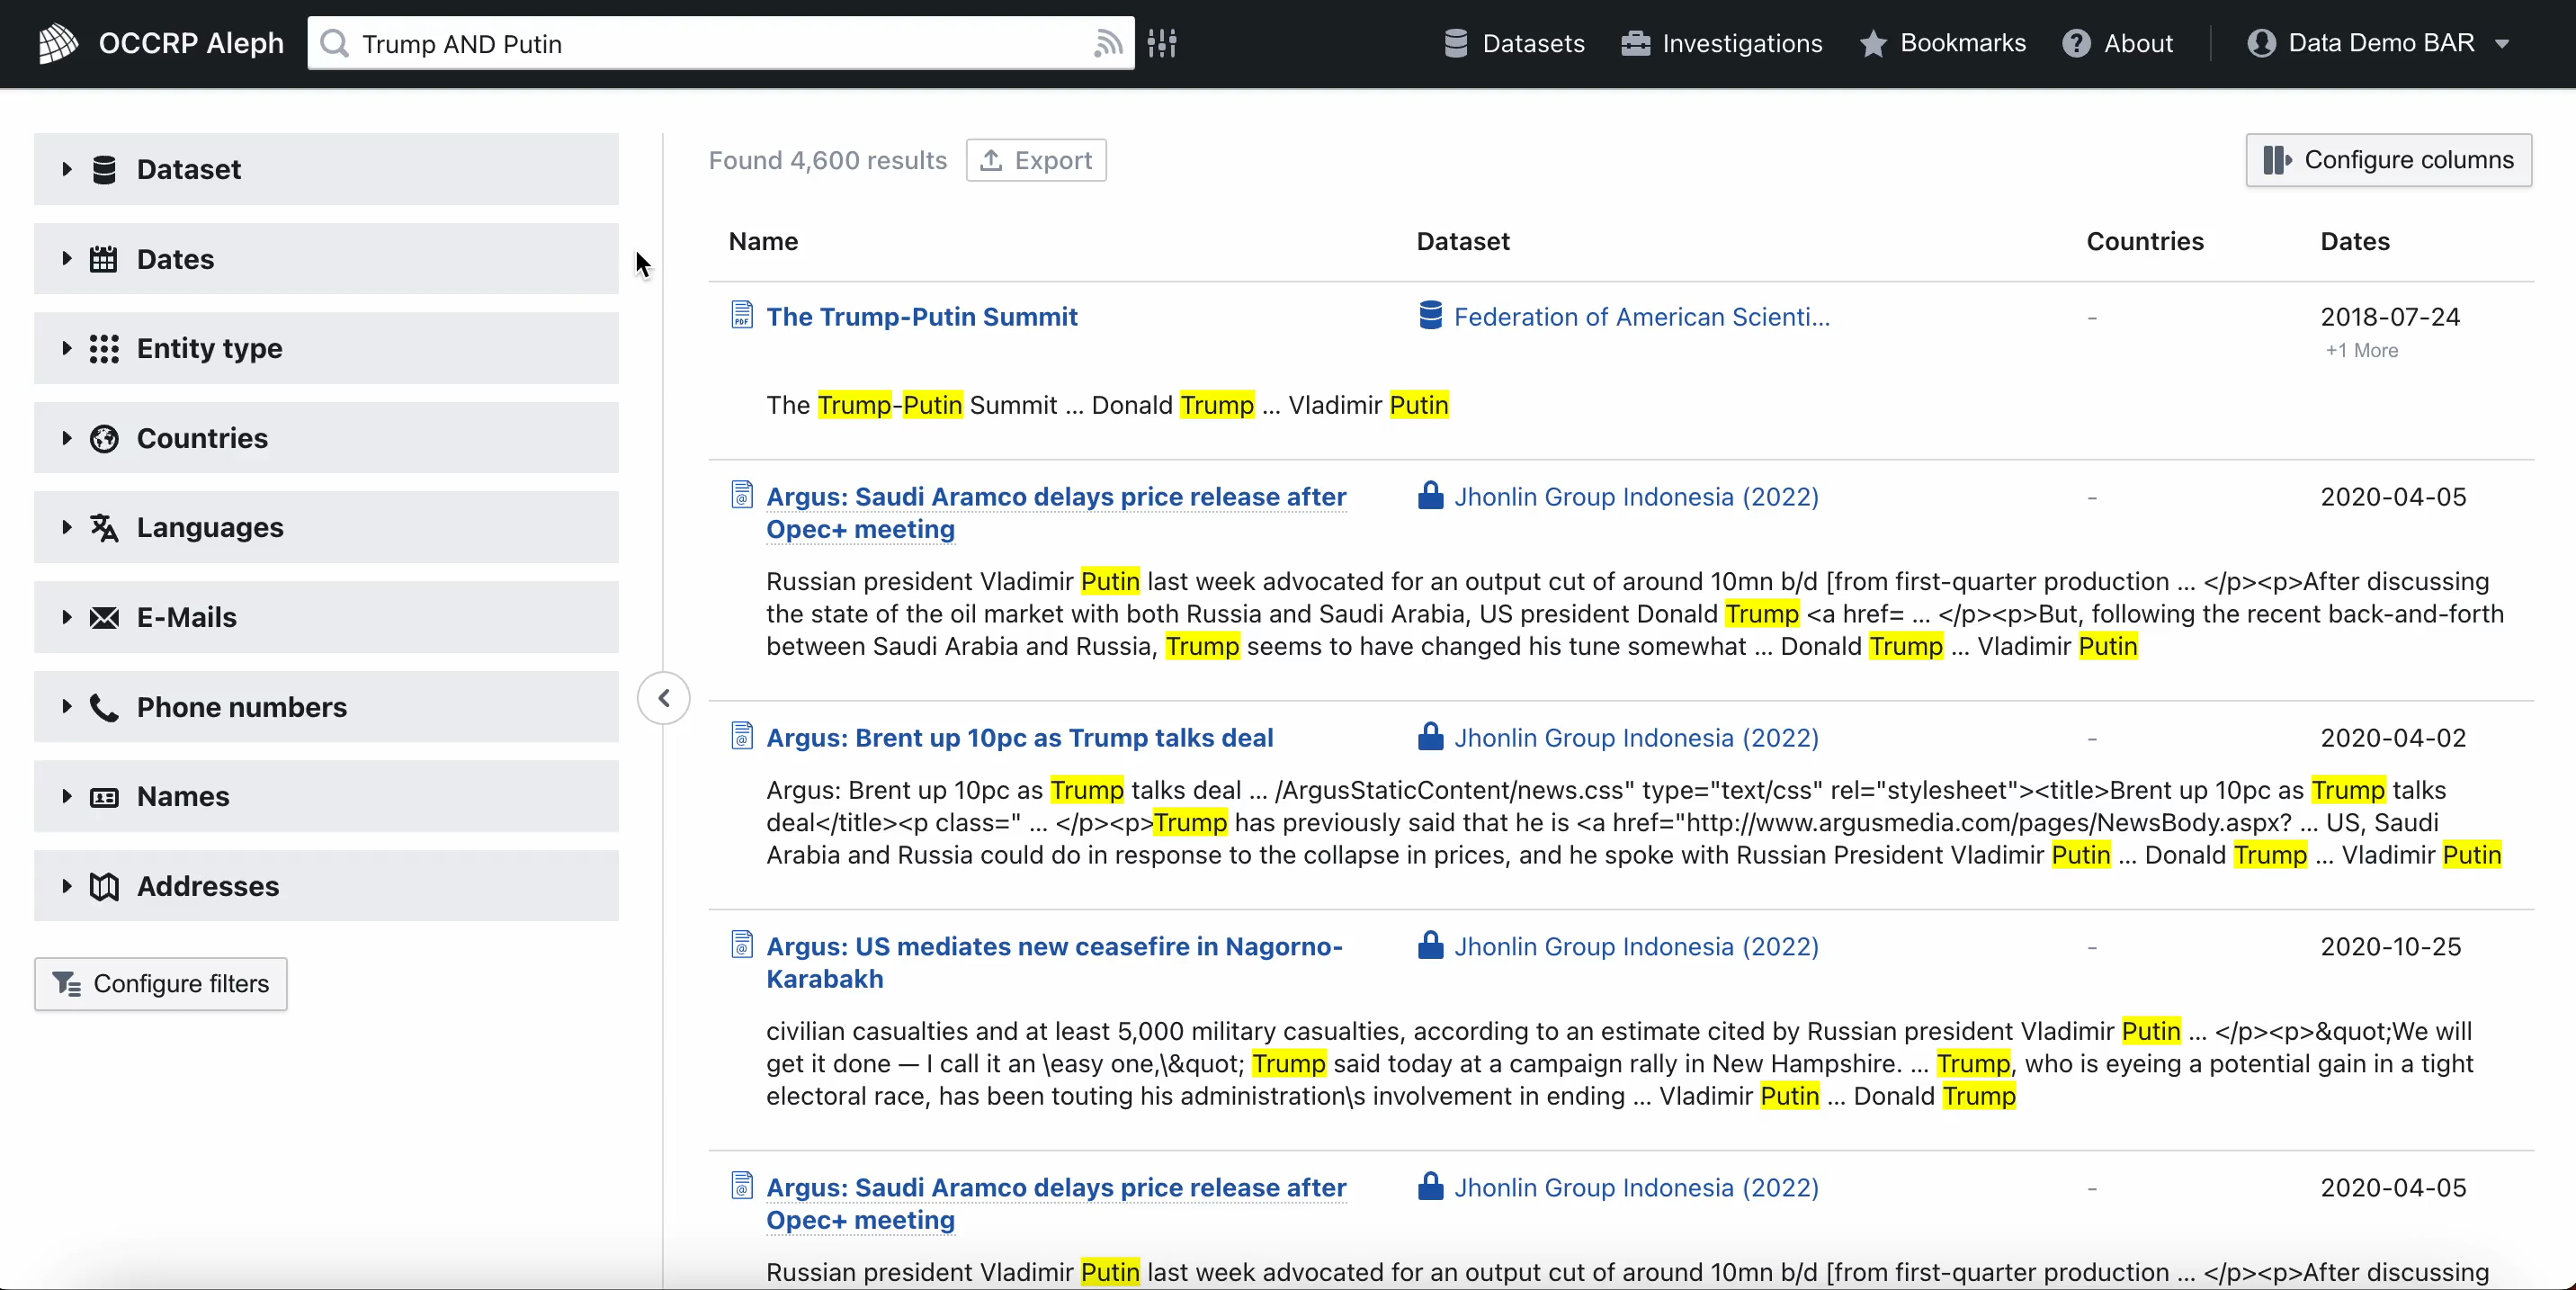 OCCRP Aleph
Trump AND Putin
Datasets
Investigations
Bookmarks
About
Data Demo BAR
Dataset
Dates
Entity type
Countries
Languages
E-Mails
Phone numbers
Names
Addresses
Configure filters
Found 4,600 results
Export
Configure columns
Name Dataset Countries Dates
The Trump-Putin Summit Federation of American Scienti... - 2018-07-24
+1 More
The Trump-Putin Summit ... Donald Trump ... Vladimir Putin
Argus: Saudi Aramco delays price release after Jhonlin Group Indonesia (2022) - 2020-04-05
Opec+ meeting
Russian president Vladimir Putin last week advocated for an output cut of around 10mn b/d [from first-quarter production ... </p><p>After discussing
the state of the oil market with both Russia and Saudi Arabia, US president Donald Trump <a href= ... </p><p>But, following the recent back-and-forth
between Saudi Arabia and Russia, Trump seems to have changed his tune somewhat ... Donald Trump ... Vladimir Putin
Argus: Brent up 10pc as Trump talks deal Jhonlin Group Indonesia (2022) - 2020-04-02
Argus: Brent up 10pc as Trump talks deal ... /ArgusStaticContent/news.css" type="text/css" rel="stylesheet"><title>Brent up 10pc as Trump talks
deal</title><p class=" ... </p><p>Trump has previously said that he is <a href="http://www.argusmedia.com/pages/NewsBody.aspx? ... US, Saudi
Arabia and Russia could do in response to the collapse in prices, and he spoke with Russian President Vladimir Putin ... Donald Trump ... Vladimir Putin
Argus: US mediates new ceasefire in Nagorno- Jhonlin Group Indonesia (2022) - 2020-10-25
Karabakh
civilian casualties and at least 5,000 military casualties, according to an estimate cited by Russian president Vladimir Putin ... </p><p>&quot;We will
get it done — I call it an \easy one,\&quot; Trump said today at a campaign rally in New Hampshire. ... Trump, who is eyeing a potential gain in a tight
electoral race, has been touting his administration\s involvement in ending ... Vladimir Putin ... Donald Trump
Argus: Saudi Aramco delays price release after Jhonlin Group Indonesia (2022) - 2020-04-05
Opec+ meeting
Russian president Vladimir Putin last week advocated for an output cut of around 10mn b/d [from first-quarter production ... </p><p>After discussing